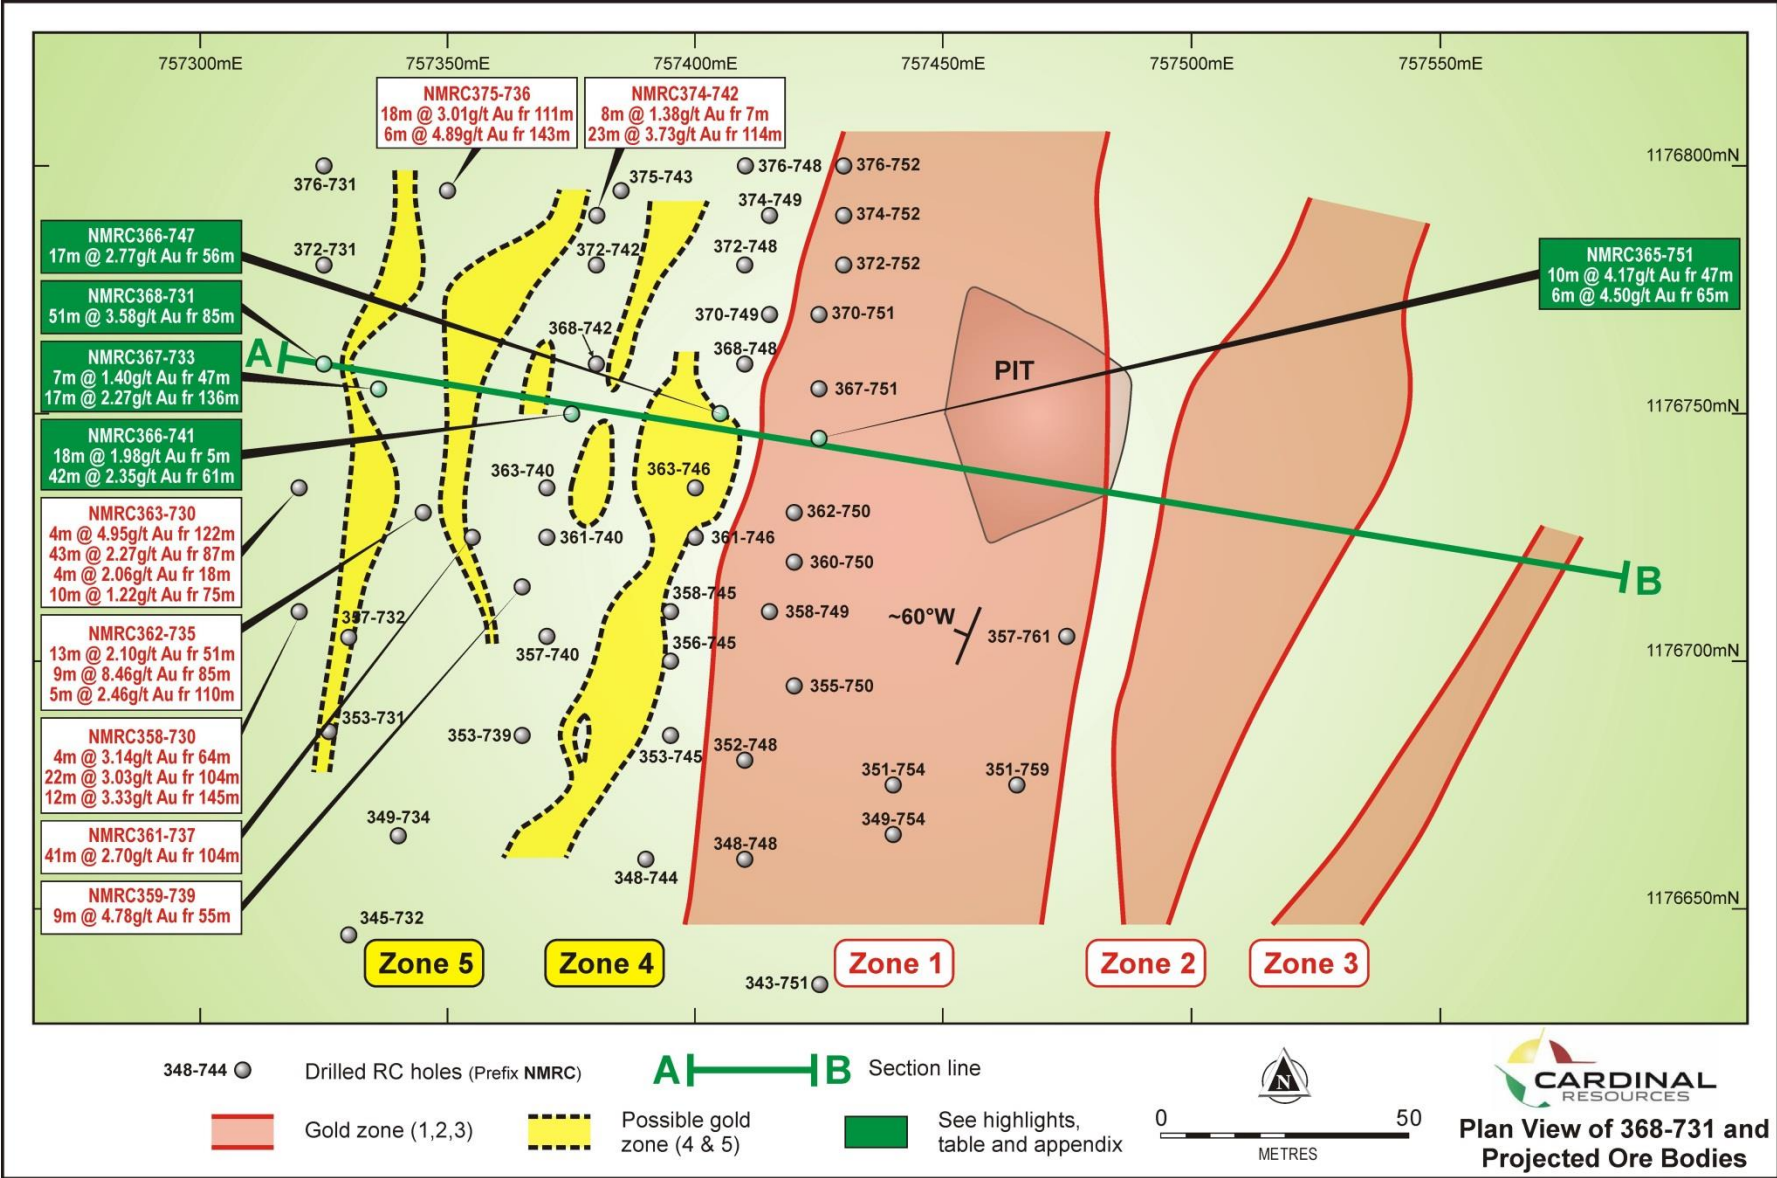 757300mE
757350mE
757400mE
757450mE
757500mE
757550mE
NMRC375-736
18m @ 3.01g/t Au fr 111m
6m @ 4.89g/t Au fr 143m
NMRC374-742
8m @ 1.38g/t Au fr 7m
23m @ 3.73g/t Au fr 114m
1176800mN
376-731
375-743
376-748
376-752
374-749
374-752
372-731
372-742
372-748
372-752
NMRC366-747
17m @ 2.77g/t Au fr 56m
NMRC365-751
10m @ 4.17g/t Au fr 47m
6m @ 4.50g/t Au fr 65m
NMRC368-731
51m @ 3.58g/t Au fr 85m
370-749
370-751
368-742
368-748
A
NMRC367-733
7m @ 1.40g/t Au fr 47m
17m @ 2.27g/t Au fr 136m
PIT
367-751
1176750mN
NMRC366-741
18m @ 1.98g/t Au fr 5m
42m @ 2.35g/t Au fr 61m
363-740
363-746
NMRC363-730
4m @ 4.95g/t Au fr 122m
43m @ 2.27g/t Au fr 87m
4m @ 2.06g/t Au fr 18m
10m @ 1.22g/t Au fr 75m
362-750
361-740
361-746
360-750
B
358-745
358-749
357-732
~60°W
357-761
NMRC362-735
13m @ 2.10g/t Au fr 51m
9m @ 8.46g/t Au fr 85m
5m @ 2.46g/t Au fr 110m
357-740
356-745
1176700mN
355-750
NMRC358-730
4m @ 3.14g/t Au fr 64m
22m @ 3.03g/t Au fr 104m
12m @ 3.33g/t Au fr 145m
353-731
353-739
353-745
352-748
351-754
351-759
NMRC361-737
41m @ 2.70g/t Au fr 104m
349-734
349-754
348-748
348-744
NMRC359-739
9m @ 4.78g/t Au fr 55m
1176650mN
345-732
Zone 5
Zone 4
Zone 1
Zone 2
Zone 3
343-751
348-744
Drilled RC holes (Prefix NMRC)
A
B
Section line
N
CARDINAL
RESOURCES
Gold zone (1,2,3)
Possible gold
zone (4 & 5)
See highlights,
table and appendix
0
50
METRES
Plan View of 368-731 and
Projected Ore Bodies